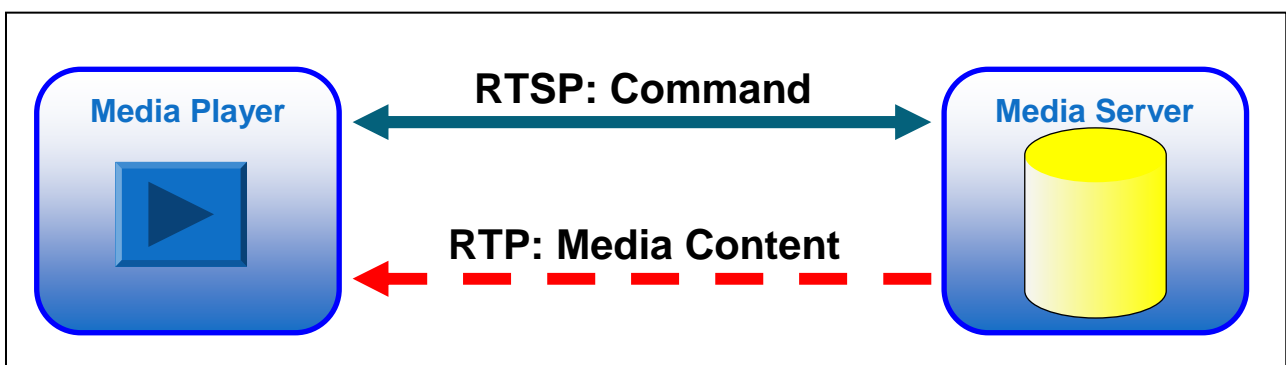 RTSP: Command
Media Player
Media Server
RTP: Media Content